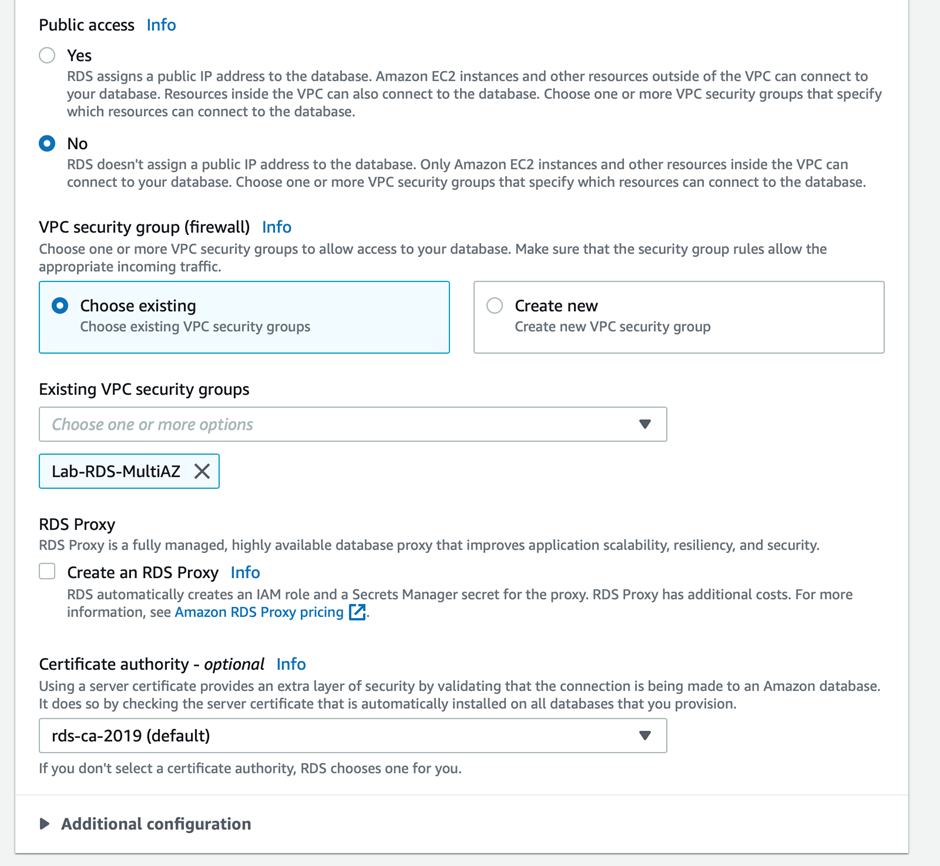 Public access Info
Yes
RDS assigns a public IP address to the database. Amazon EC2 instances and other resources outside of the VPC can connect to
your database. Resources inside the VPC can also connect to the database. Choose one or more VPC security groups that specify
which resources can connect to the database.
No
RDS doesn't assign a public IP address to the database. Only Amazon EC2 instances and other resources inside the VPC can
connect to your database. Choose one or more VPC security groups that specify which resources can connect to the database.
VPC security group (firewall) Info
Choose one or more VPC security groups to allow access to your database. Make sure that the security group rules allow the
appropriate incoming traffic.
Choose existing
Choose existing VPC security groups
Create new
Create new VPC security group
Existing VPC security groups
Choose one or more options
Lab-RDS-MultiAZ
RDS Proxy
RDS Proxy is a fully managed, highly available database proxy that improves application scalability, resiliency, and security.
Create an RDS Proxy Info
RDS automatically creates an IAM role and a Secrets Manager secret for the proxy. RDS Proxy has additional costs. For more
information, see Amazon RDS Proxy pricing.
Certificate authority - optional Info
Using a server certificate provides an extra layer of security by validating that the connection is being made to an Amazon database.
It does so by checking the server certificate that is automatically installed on all databases that you provision.
rds-ca-2019 (default)
If you don't select a certificate authority, RDS chooses one for you.
Additional configuration